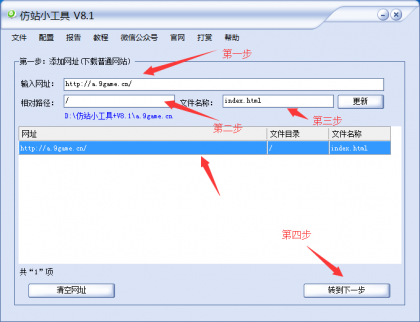 仿站小工具 V8.1
文件 配置 报告 教程 微信公众号 官网 打赏 帮助
第一步
第一步：添加网址(下载普通网站)
输入网址： http://a.9game.cn/
相对路径： / 文件名称： index.html 更新
D:\仿站小工具+V8.1\a.9game.cn 第二步 第三步
网址 文件目录 文件名称
http://a.9game.cn/ / index.html
第四步
共“1”项
清空网址 转到下一步